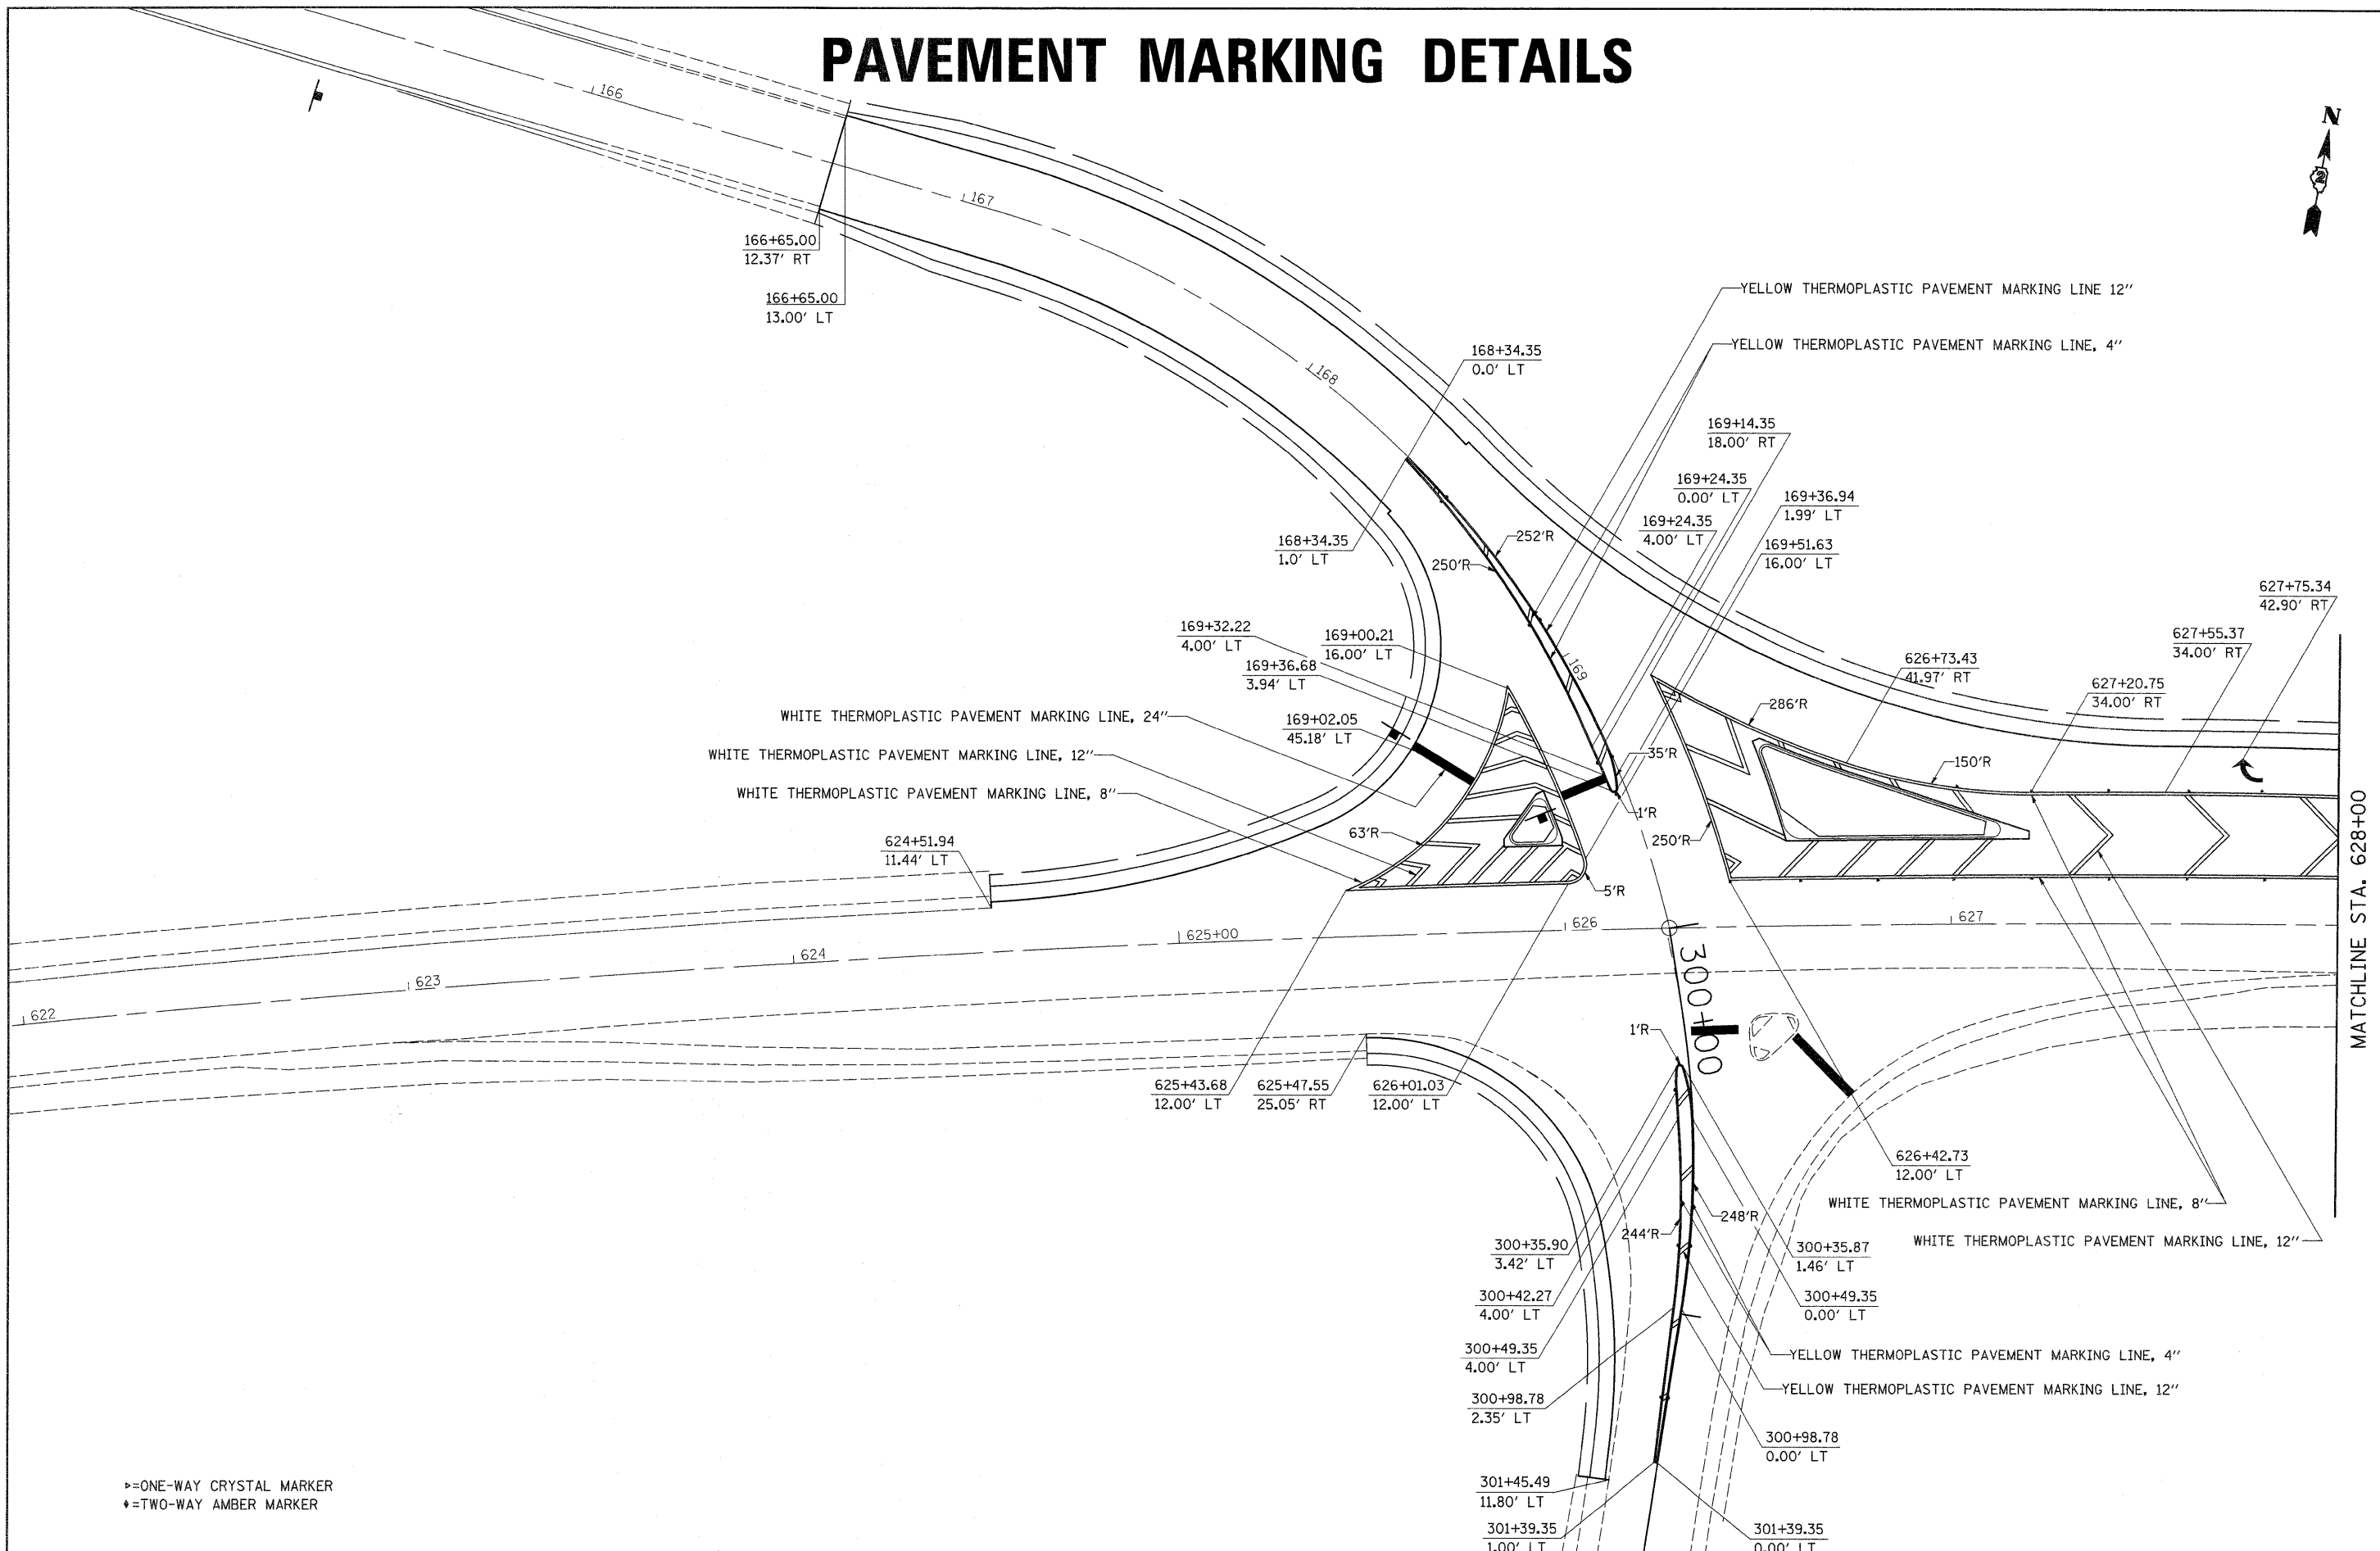 PAVEMENT MARKING DETAILS
N
2
166
167
168
169
166+65.00
12.37' RT
166+65.00
13.00' LT
YELLOW THERMOPLASTIC PAVEMENT MARKING LINE 12"
YELLOW THERMOPLASTIC PAVEMENT MARKING LINE, 4"
168+34.35
0.0' LT
169+14.35
18.00' RT
169+24.35
0.00' LT
169+36.94
1.99' LT
169+24.35
4.00' LT
169+51.63
16.00' LT
168+34.35
1.0' LT
252'R
250'R
627+75.34
42.90' RT
627+55.37
34.00' RT
169+32.22
4.00' LT
169+00.21
16.00' LT
626+73.43
41.97' RT
169+36.68
3.94' LT
627+20.75
34.00' RT
286'R
WHITE THERMOPLASTIC PAVEMENT MARKING LINE, 24"
169+02.05
45.18' LT
WHITE THERMOPLASTIC PAVEMENT MARKING LINE, 12"
35'R
150'R
WHITE THERMOPLASTIC PAVEMENT MARKING LINE, 8"
1'R
63'R
250'R
624+51.94
11.44' LT
5'R
MATCHLINE STA. 628+00
622
623
624
625+00
626
627
300+00
1'R
625+43.68
12.00' LT
625+47.55
25.05' RT
626+01.03
12.00' LT
626+42.73
12.00' LT
WHITE THERMOPLASTIC PAVEMENT MARKING LINE, 8"
248'R
244'R
WHITE THERMOPLASTIC PAVEMENT MARKING LINE, 12"
300+35.90
3.42' LT
300+35.87
1.46' LT
300+42.27
4.00' LT
300+49.35
0.00' LT
300+49.35
4.00' LT
YELLOW THERMOPLASTIC PAVEMENT MARKING LINE, 4"
YELLOW THERMOPLASTIC PAVEMENT MARKING LINE, 12"
300+98.78
2.35' LT
300+98.78
0.00' LT
301+45.49
11.80' LT
301+39.35
1.00' LT
301+39.35
0.00' LT
=ONE-WAY CRYSTAL MARKER
=TWO-WAY AMBER MARKER